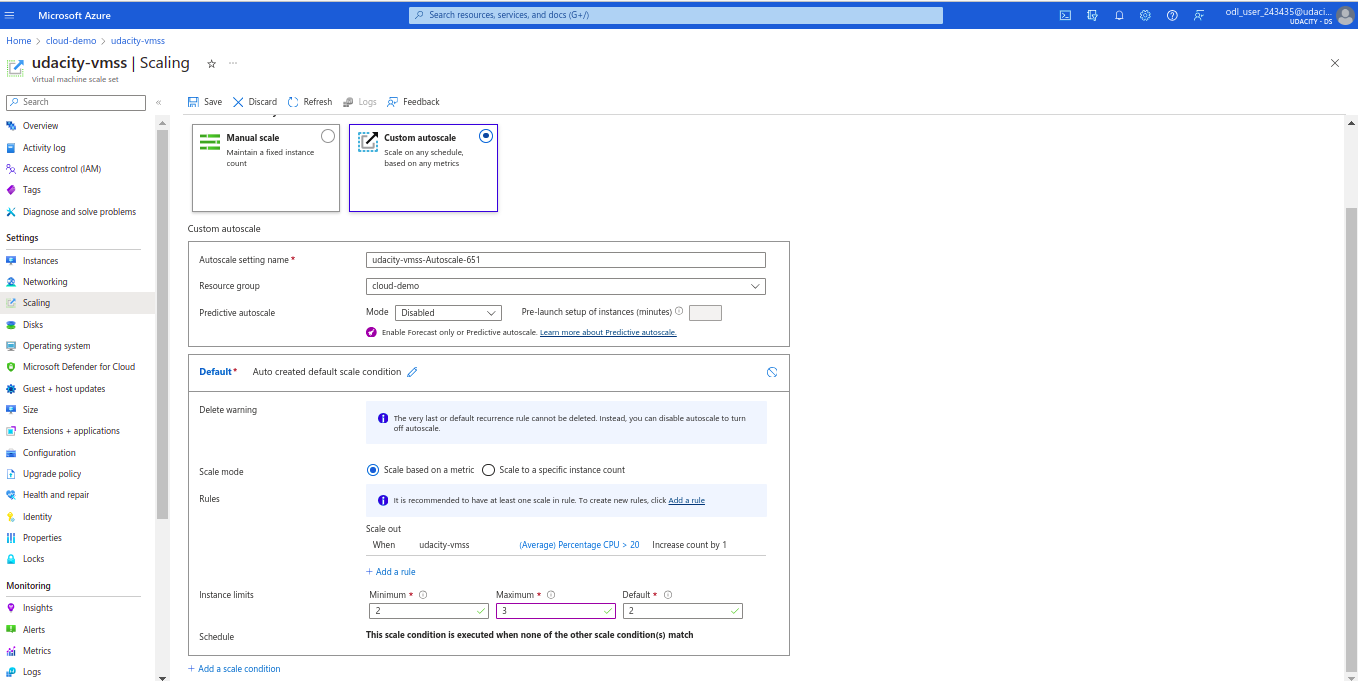 Microsoft Azure
Search resources, services, and docs (G+/)
odl_user_243435@udaci...
UDACITY - DS
Home > cloud-demo > udacity-vmss
udacity-vmss | Scaling
Virtual machine scale set
Search
Save
Discard
Refresh
Logs
Feedback
Overview
Activity log
Access control (IAM)
Tags
Diagnose and solve problems
Settings
Instances
Networking
Scaling
Disks
Operating system
Microsoft Defender for Cloud
Guest + host updates
Size
Extensions + applications
Configuration
Upgrade policy
Health and repair
Identity
Properties
Locks
Monitoring
Insights
Alerts
Metrics
Logs
Manual scale
Maintain a fixed instance
count
Custom autoscale
Scale on any schedule,
based on any metrics
Custom autoscale
Autoscale setting name *
udacity-vmss-Autoscale-651
Resource group
cloud-demo
Predictive autoscale
Mode
Disabled
Pre-launch setup of instances (minutes)
Enable Forecast only or Predictive autoscale. Learn more about Predictive autoscale.
Default*
Auto created default scale condition
Delete warning
The very last or default recurrence rule cannot be deleted. Instead, you can disable autoscale to turn
off autoscale.
Scale mode
Scale based on a metric
Scale to a specific instance count
Rules
It is recommended to have at least one scale in rule. To create new rules, click Add a rule
Scale out
When
udacity-vmss
(Average) Percentage CPU > 20
Increase count by 1
+ Add a rule
Instance limits
Minimum *
Maximum *
Default *
2
3
2
Schedule
This scale condition is executed when none of the other scale condition(s) match
+ Add a scale condition